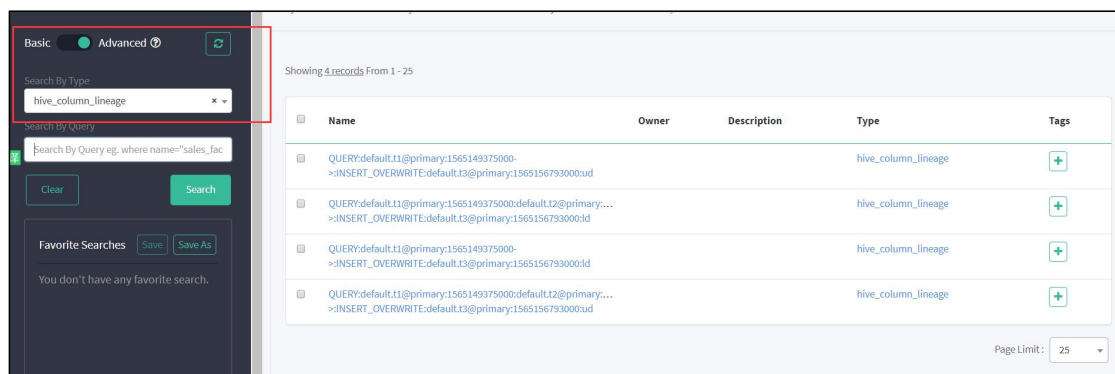 Basic Advanced
Search By Type
hive_column_lineage × 
Search By Query
Search By Query eg. where name="sales_fac
Clear Search
Favorite Searches Save Save As
You don't have any favorite search.
Showing 4 records From 1 - 25
Name Owner Description Type Tags
QUERY:default.t1@primary:1565149375000-
>:INSERT_OVERWRITE:default.t3@primary:1565156793000:ud
hive_column_lineage +
QUERY:default.t1@primary:1565149375000:default.t2@primary:...
>:INSERT_OVERWRITE:default.t3@primary:1565156793000:ld
hive_column_lineage +
QUERY:default.t1@primary:1565149375000-
>:INSERT_OVERWRITE:default.t3@primary:1565156793000:ld
hive_column_lineage +
QUERY:default.t1@primary:1565149375000:default.t2@primary:...
>:INSERT_OVERWRITE:default.t3@primary:1565156793000:ud
hive_column_lineage +
Page Limit : 25